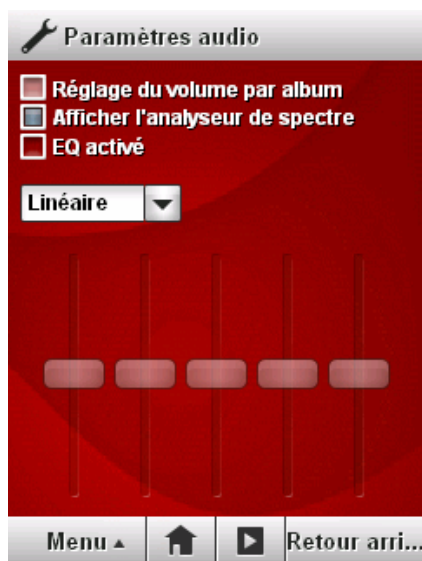 Paramètres audio
Réglage du volume par album
Afficher l'analyseur de spectre
EQ activé
Linéaire
Menu Retour arri...